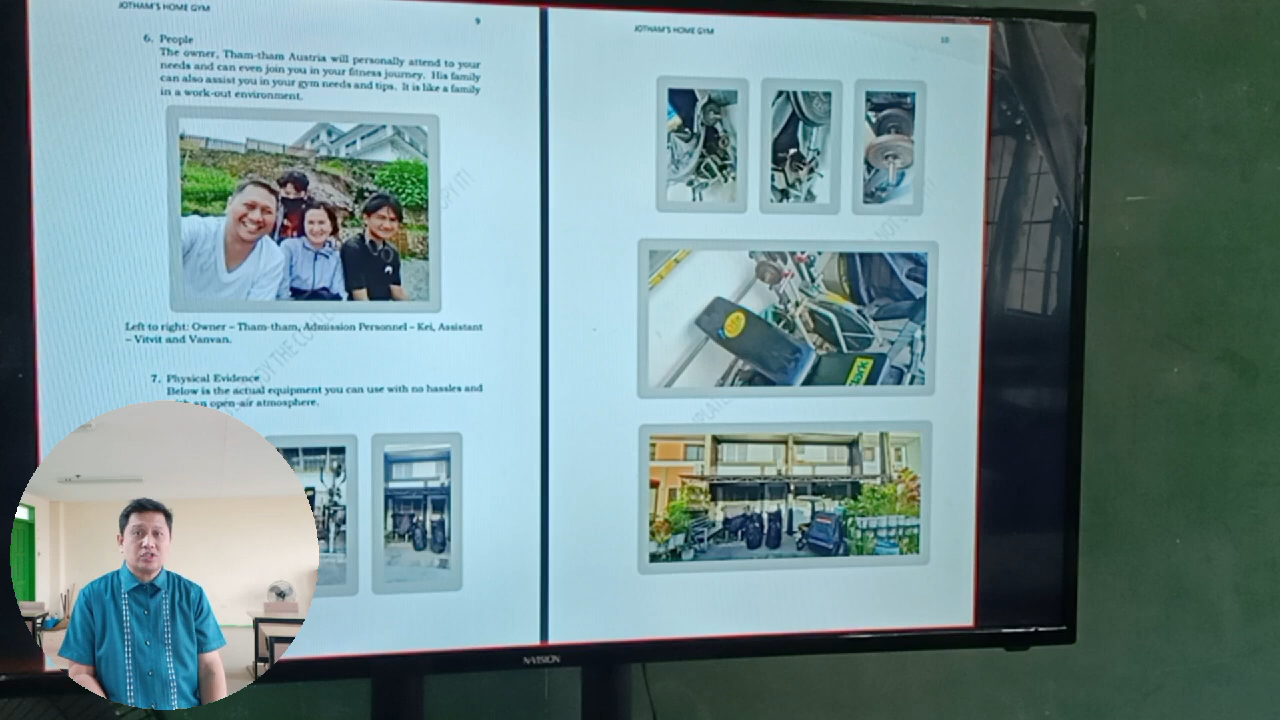 JOTHAM'S HOME GYM
9
6. People
The owner, Tham-tham Austria will personally attend to your
needs and can even join you in your fitness journey. His family
can also assist you in your gym needs and tips. It is like a family
in a work-out environment.
Left to right: Owner – Tham-tham, Admission Personnel – Kei, Assistant
– Vitvit and Vanvan.
7. Physical Evidence
Below is the actual equipment you can use with no hassles and
an open-air atmosphere.
JOTHAM'S HOME GYM
10
N-VISION